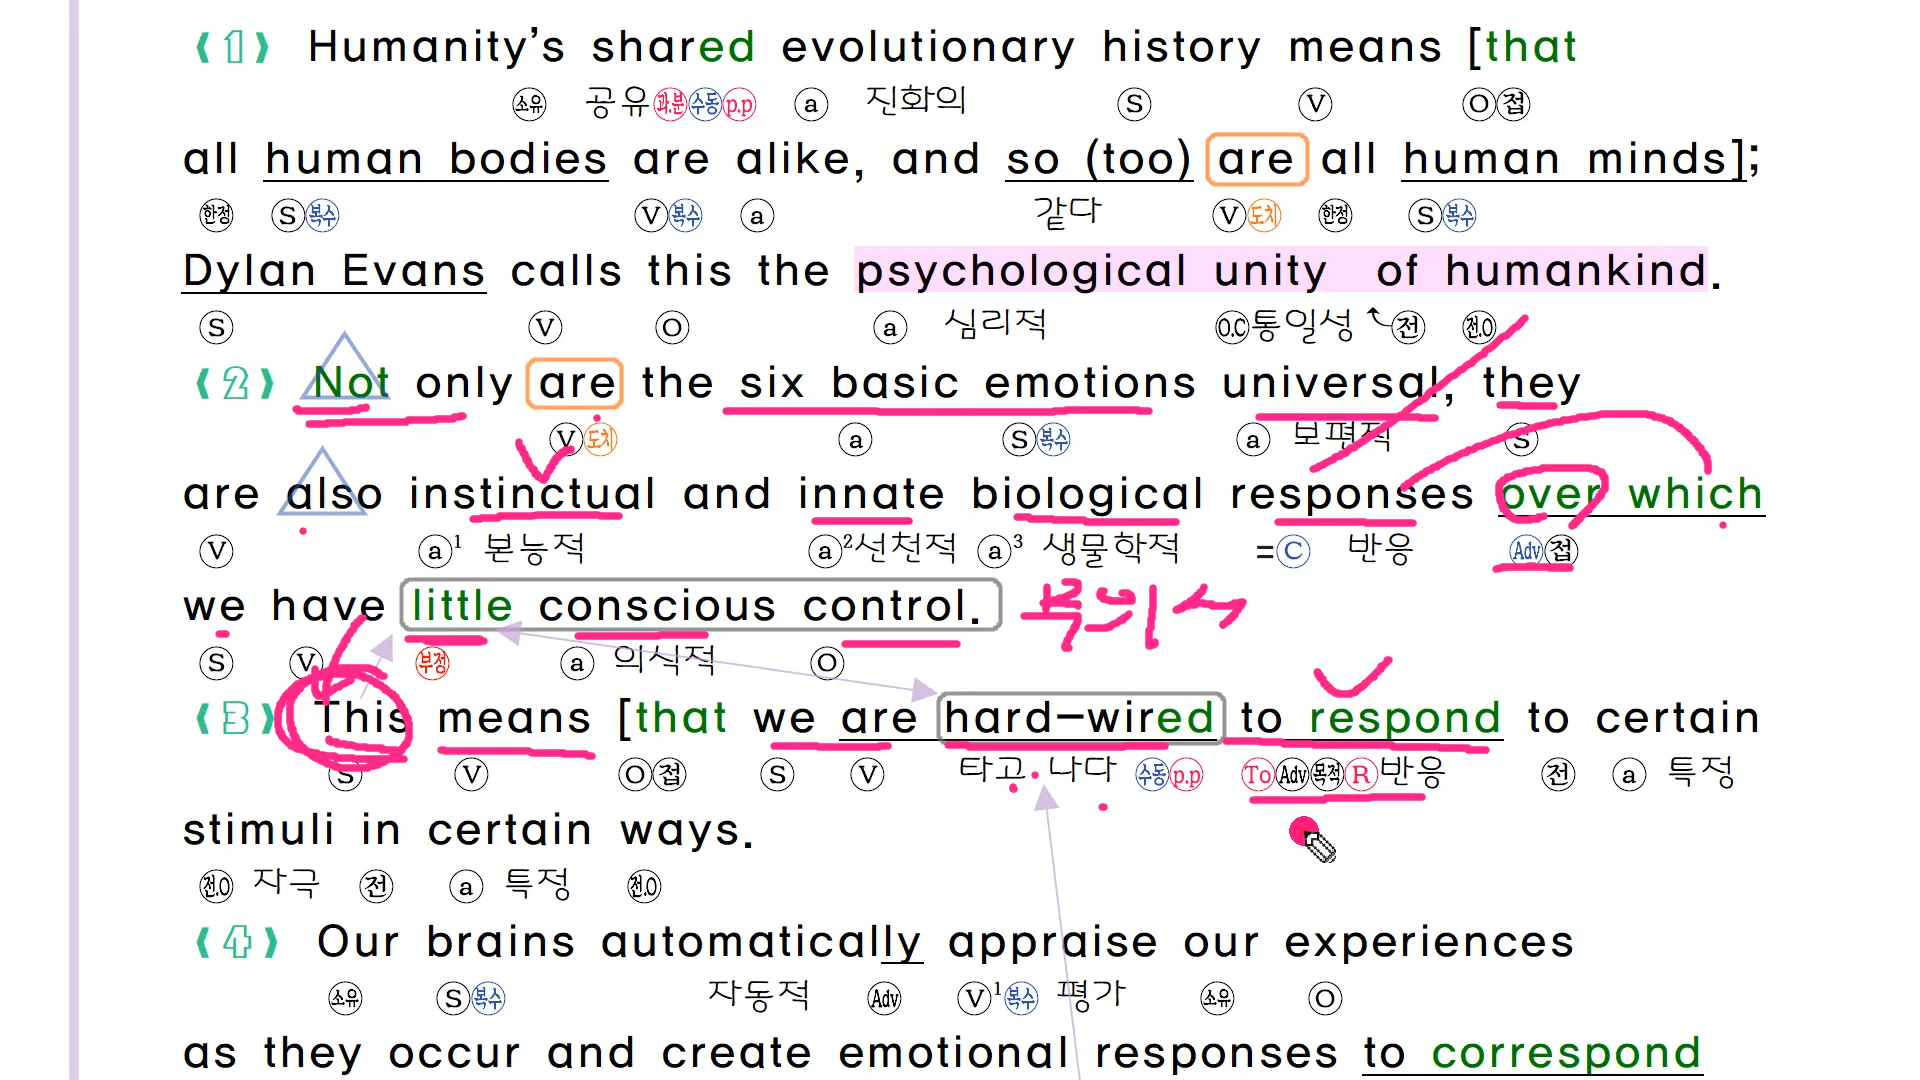 (1) Humanity's shared evolutionary history means [that
소유 공유 과.분 수동 p.p a 진화의 S V O 접
all human bodies are alike, and so (too) are all human minds];
한정 S 복수 V 복수 a 같다 V 도치 한정 S 복수
Dylan Evans calls this the psychological unity of humankind.
S V O a 심리적 O.C 통일성 전 전.O
(2) Not only are the six basic emotions universal, they
V 도치 a S 복수 a 보편적 S
are also instinctual and innate biological responses over which
V a¹ 본능적 a² 선천적 a³ 생물학적 =C 반응 Adv 접
we have little conscious control.
S V 부정 a 의식적 O
(3) This means [that we are hard-wired to respond to certain
S V O 접 S V 타고 나다 수동 p.p To Adv 목적 R 반응 전 a 특정
stimuli in certain ways.
전.O 자극 전 a 특정 전.O
(4) Our brains automatically appraise our experiences
소유 S 복수 자동적 Adv V¹ 복수 평가 소유 O
as they occur and create emotional responses to correspond